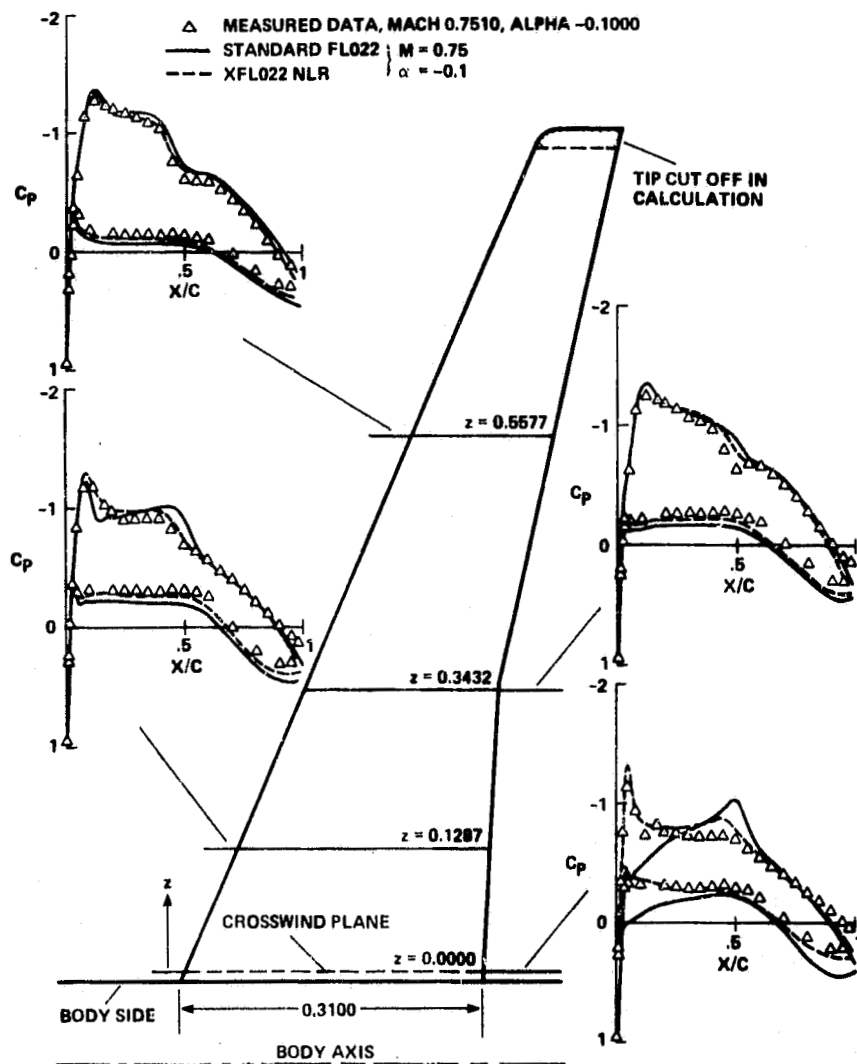 △ MEASURED DATA, MACH 0.7510, ALPHA -0.1000
STANDARD FL022 } M = 0.75
XFL022 NLR } α = -0.1
-2
-1
CP
0
.5
1
X/C
1
TIP CUT OFF IN
CALCULATION
-2
-1
CP
0
.5
1
X/C
1
z = 0.5577
-2
-1
CP
0
.5
X/C
1
z = 0.3432
z = 0.1287
z
CROSSWIND PLANE
z = 0.0000
BODY SIDE
0.3100
BODY AXIS
-2
-1
CP
0
.5
X/C
1